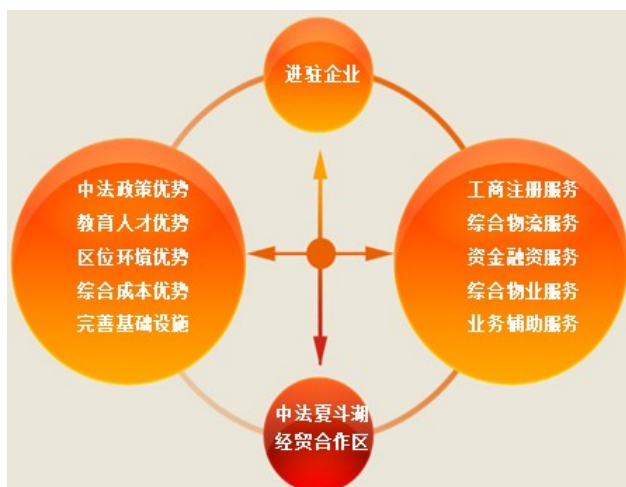 进驻企业
中法政策优势
教育人才优势
区位环境优势
综合成本优势
完善基础设施
工商注册服务
综合物流服务
资金融资服务
综合物业服务
业务辅助服务
中法夏斗湖
经贸合作区